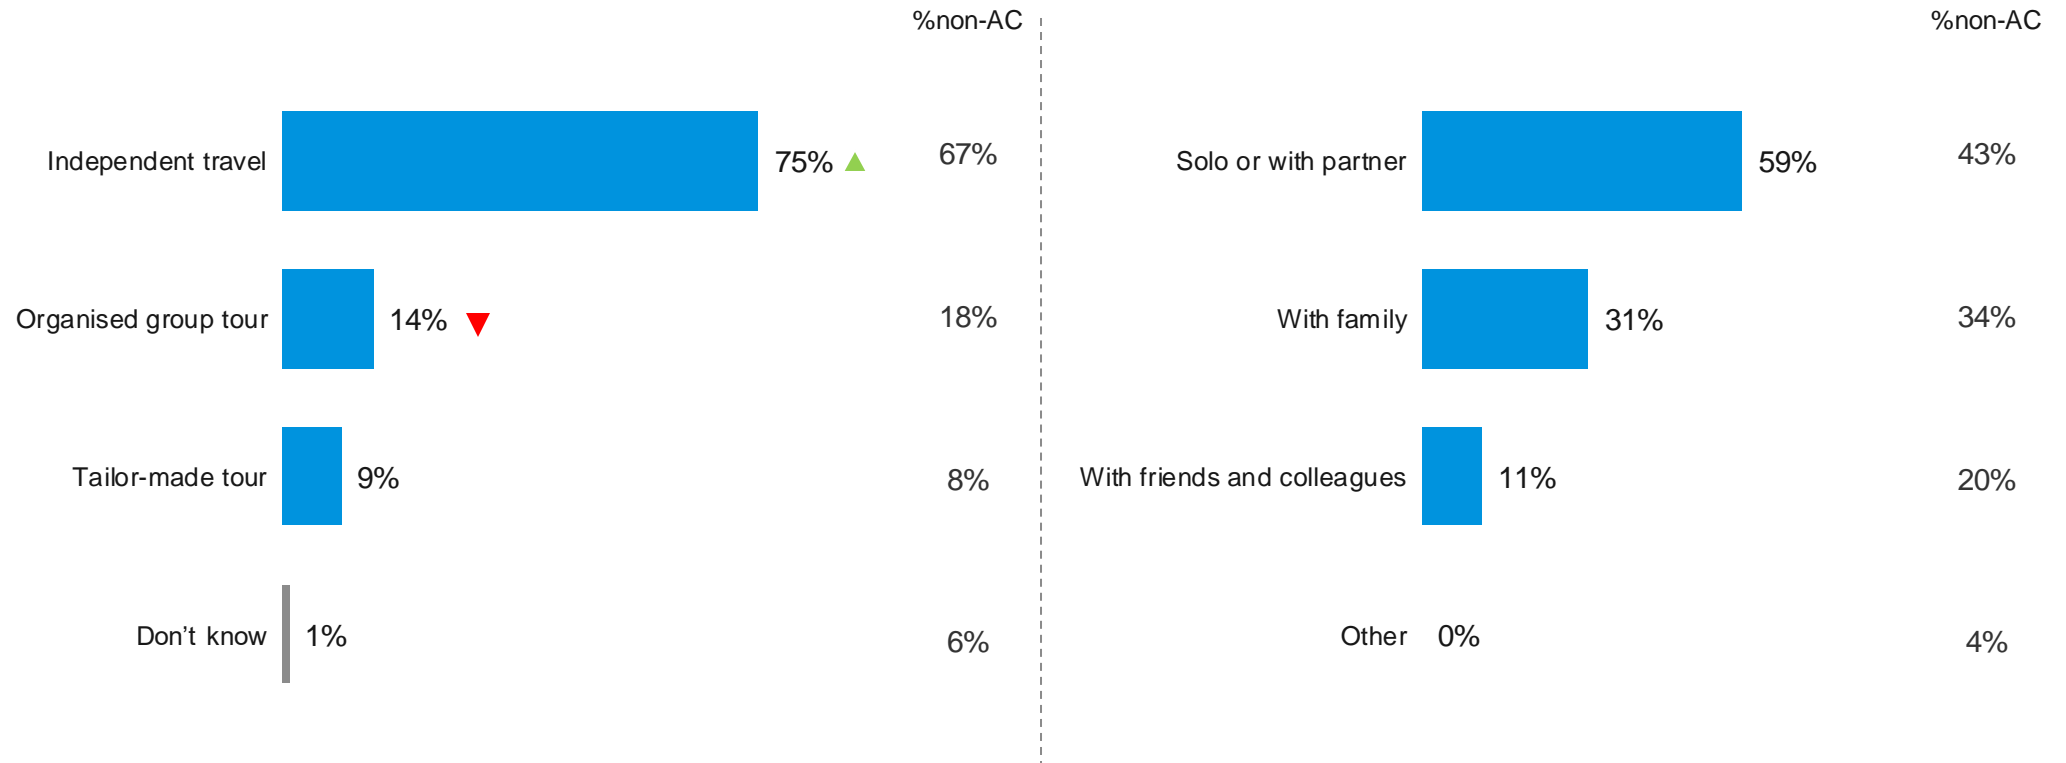 %non-AC
Independent travel 75% 67%
Organised group tour 14% 18%
Tailor-made tour 9% 8%
Don’t know 1% 6%
%non-AC
Solo or with partner 59% 43%
With family 31% 34%
With friends and colleagues 11% 20%
Other 0% 4%